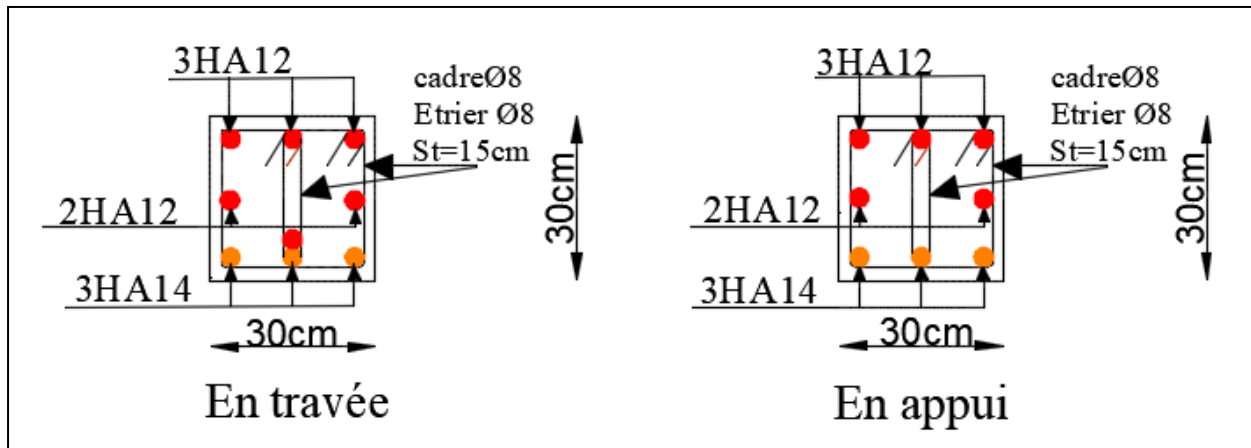 3HA12
cadreØ8
Etrier Ø8
St=15cm
2HA12
3HA14
30cm
30cm
En travée
3HA12
cadreØ8
Etrier Ø8
St=15cm
2HA12
3HA14
30cm
30cm
En appui